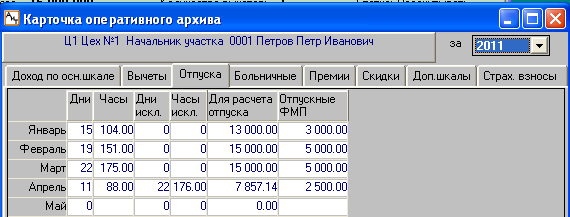 Карточка оперативного архива
Ц1 Цех №1 Начальник участка 0001 Петров Петр Иванович за 2011
Доход по осн.шкале Вычеты Отпуска Больничные Премии Скидки Доп.шкалы Страх. взносы
Дни Часы Дни искл. Часы искл. Для расчета отпуска Отпускные ФМП
Январь 15 104.00 0 0 13 000.00 3 000.00
Февраль 19 151.00 0 0 15 000.00 5 000.00
Март 22 175.00 0 0 15 000.00 5 000.00
Апрель 11 88.00 22 176.00 7 857.14 2 500.00
Май 0 0 0 0.00